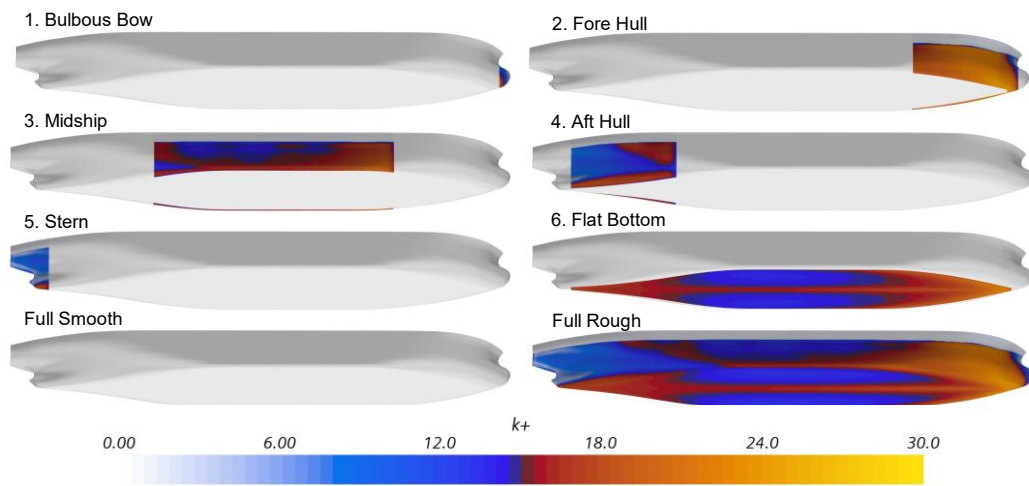 1. Bulbous Bow
2. Fore Hull
3. Midship
4. Aft Hull
5. Stern
6. Flat Bottom
Full Smooth
Full Rough
k+
0.00 6.00 12.0 18.0 24.0 30.0